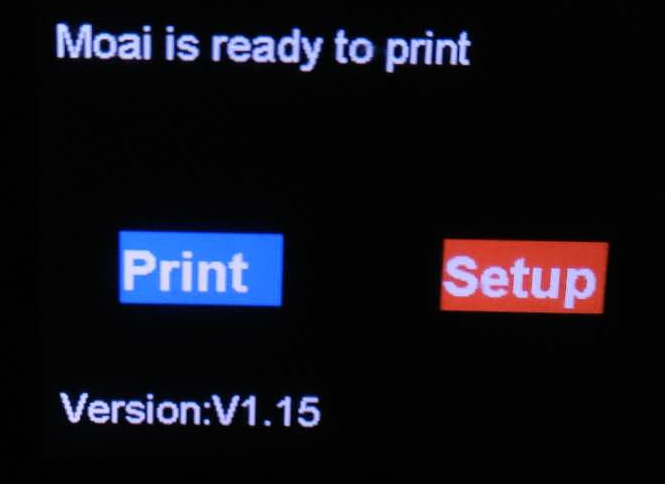 Moai is ready to print
Print
Setup
Version:V1.15